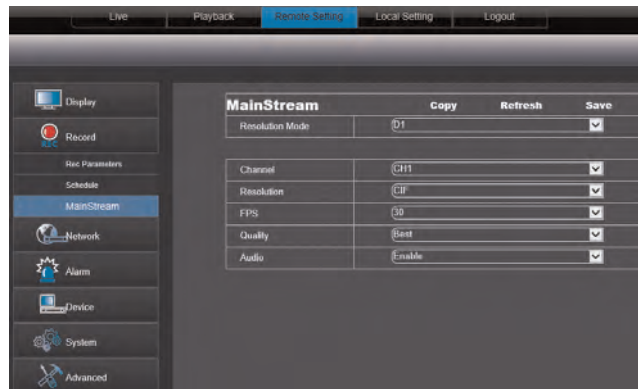 Live Playback Remote Setting Local Setting Logout
Display
Record
Rec Parameters
Schedule
MainStream
Network
Alarm
Device
System
Advanced
MainStream Copy Refresh Save
Resolution Mode D1
Channel CH1
Resolution CIF
FPS 30
Quality Best
Audio Enable